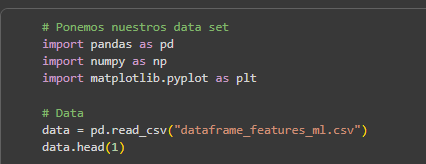 # Ponemos nuestros data set
import pandas as pd
import numpy as np
import matplotlib.pyplot as plt
# Data
data = pd.read_csv("dataframe_features_ml.csv")
data.head(1)